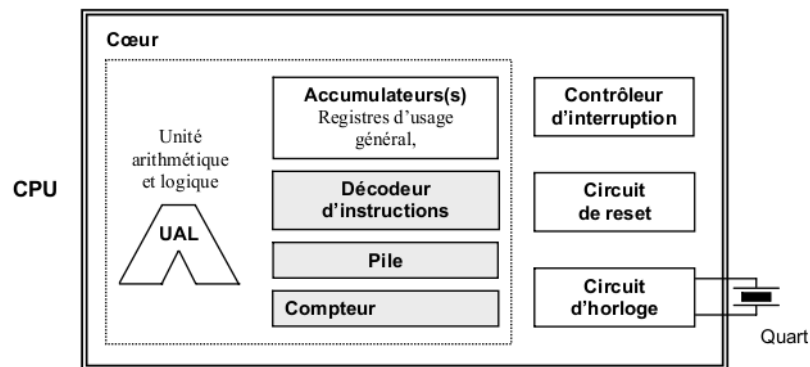 Cœur
Accumulateurs(s)
Registres d'usage
général,
Unité
arithmétique
et logique
UAL
Décodeur
d'instructions
Pile
Compteur
Contrôleur
d'interruption
Circuit
de reset
Circuit
d'horloge
CPU
Quart